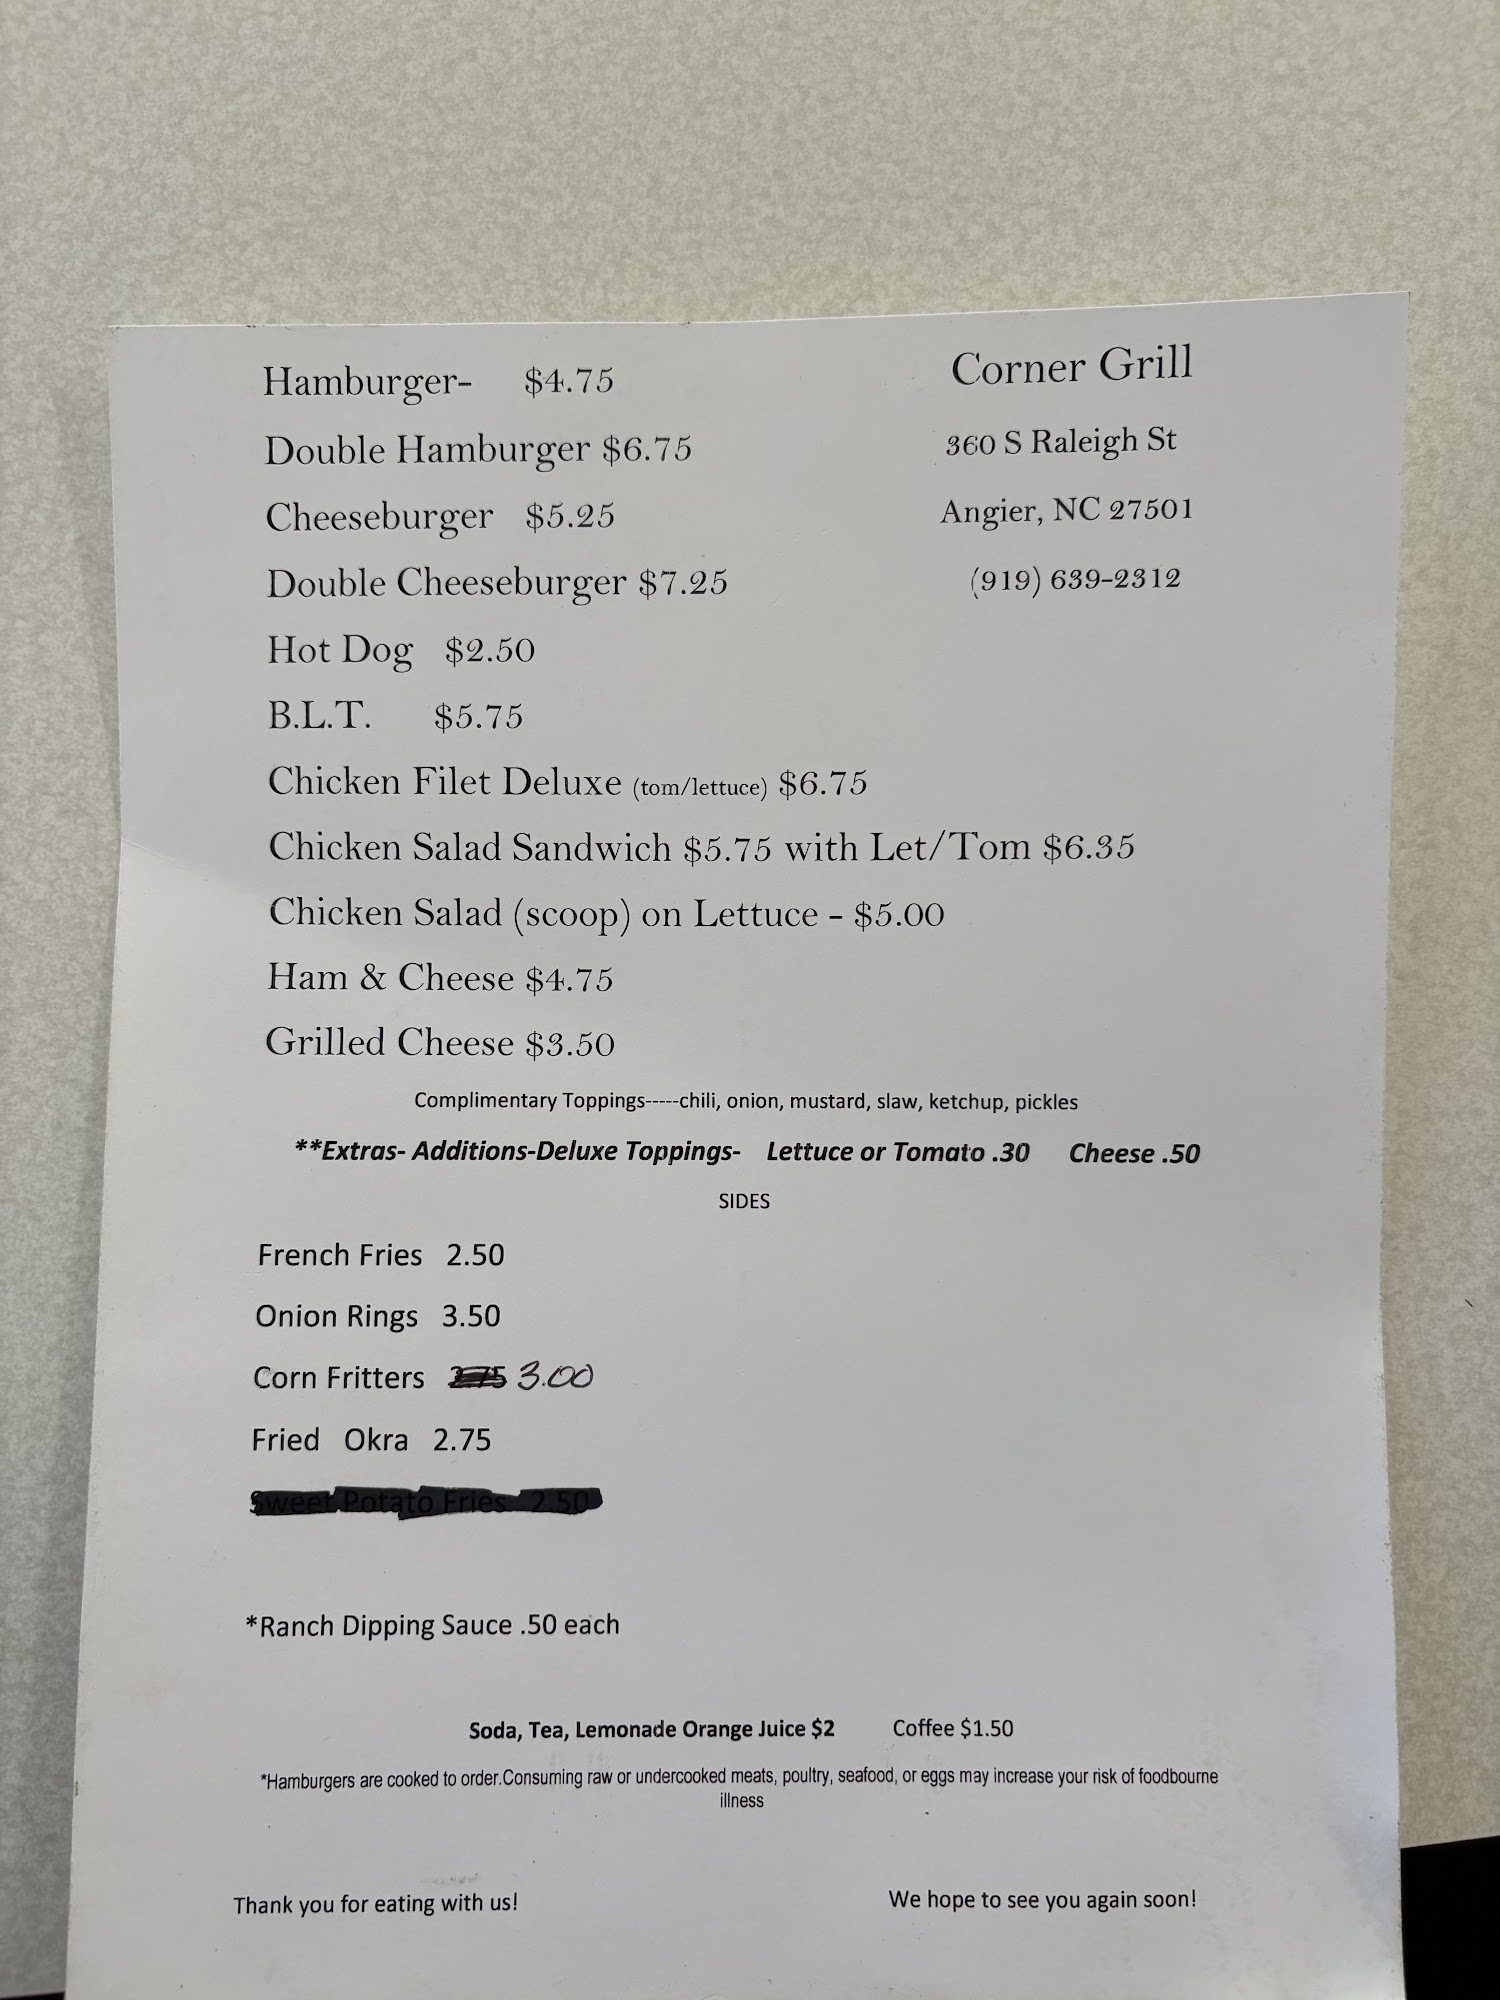 Corner Grill
360 S Raleigh St
Angier, NC 27501
(919) 639-2312
Hamburger- $4.75
Double Hamburger $6.75
Cheeseburger $5.25
Double Cheeseburger $7.25
Hot Dog $2.50
B.L.T. $5.75
Chicken Filet Deluxe (tom/lettuce) $6.75
Chicken Salad Sandwich $5.75 with Let/Tom $6.35
Chicken Salad (scoop) on Lettuce - $5.00
Ham & Cheese $4.75
Grilled Cheese $3.50
Complimentary Toppings-----chili, onion, mustard, slaw, ketchup, pickles
**Extras- Additions-Deluxe Toppings- Lettuce or Tomato .30 Cheese .50
SIDES
French Fries 2.50
Onion Rings 3.50
Corn Fritters 2.75 3.00
Fried Okra 2.75
Sweet Potato Fries 2.50
*Ranch Dipping Sauce .50 each
Soda, Tea, Lemonade Orange Juice $2 Coffee $1.50
*Hamburgers are cooked to order.Consuming raw or undercooked meats, poultry, seafood, or eggs may increase your risk of foodbourne
illness
Thank you for eating with us! We hope to see you again soon!